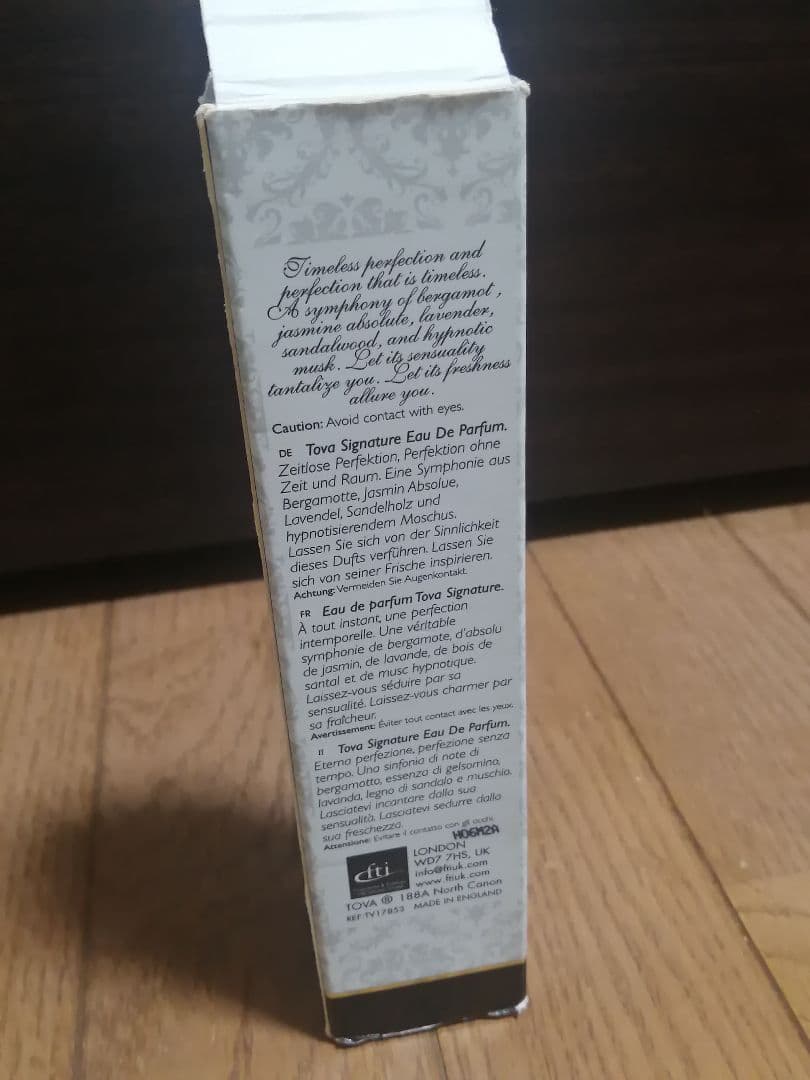 Timeless perfection and
perfection that is timeless.
A symphony of bergamot,
jasmine absolute, lavender,
sandalwood, and hypnotic
musk. Let its sensuality
tantalize you. Let its freshness
allure you.
Caution: Avoid contact with eyes.
DE Tova Signature Eau De Parfum.
Zeitlose Perfektion, Perfektion ohne
Zeit und Raum. Eine Symphonie aus
Bergamotte, Jasmin Absolue,
Lavendel, Sandelholz und
hypnotisierendem Moschus.
Lassen Sie sich von der Sinnlichkeit
dieses Dufts verführen. Lassen Sie
sich von seiner Frische inspirieren.
Achtung: Vermeiden Sie Augenkontakt.
FR Eau de parfum Tova Signature.
À tout instant, une perfection
intemporelle. Une véritable
symphonie de bergamote, d'absolu
de jasmin, de lavande, de bois de
santal et de musc hypnotique.
Laissez-vous séduire par sa
sensualité. Laissez-vous charmer par
sa fraîcheur.
Avertissement: Éviter tout contact avec les yeux.
IT Tova Signature Eau De Parfum.
Eterna perfezione, perfezione senza
tempo. Una sinfonia di note di
bergamotto, essenza di gelsomino,
lavanda, legno di sandalo e muschio.
Lasciatevi incantare dalla sua
sensualità. Lasciatevi sedurre dalla
sua freschezza.
Attenzione: Evitare il contatto con gli occhi.
H06M2A
fti
LONDON
WD7 7HS, UK
info@friuk.com
www.friuk.com
TOVA ® 188A North Canon
REF TV17853 MADE IN ENGLAND